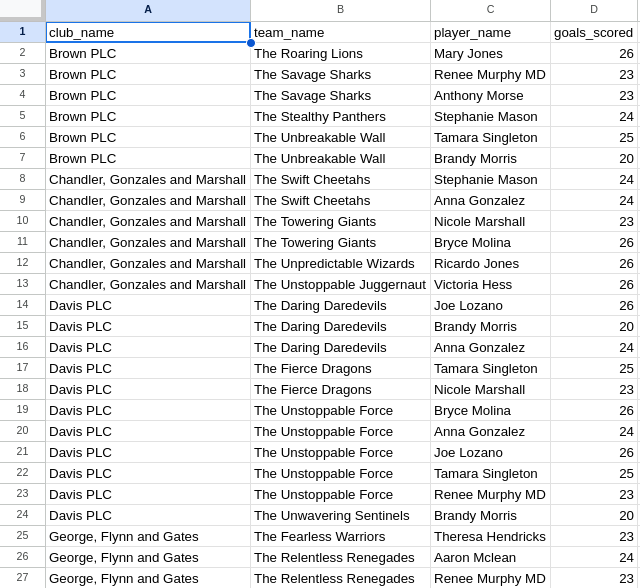 A B C D
1 club_name team_name player_name goals_scored
2 Brown PLC The Roaring Lions Mary Jones 26
3 Brown PLC The Savage Sharks Renee Murphy MD 23
4 Brown PLC The Savage Sharks Anthony Morse 23
5 Brown PLC The Stealthy Panthers Stephanie Mason 24
6 Brown PLC The Unbreakable Wall Tamara Singleton 25
7 Brown PLC The Unbreakable Wall Brandy Morris 20
8 Chandler, Gonzales and Marshall The Swift Cheetahs Stephanie Mason 24
9 Chandler, Gonzales and Marshall The Swift Cheetahs Anna Gonzalez 24
10 Chandler, Gonzales and Marshall The Towering Giants Nicole Marshall 23
11 Chandler, Gonzales and Marshall The Towering Giants Bryce Molina 26
12 Chandler, Gonzales and Marshall The Unpredictable Wizards Ricardo Jones 26
13 Chandler, Gonzales and Marshall The Unstoppable Juggernaut Victoria Hess 26
14 Davis PLC The Daring Daredevils Joe Lozano 26
15 Davis PLC The Daring Daredevils Brandy Morris 20
16 Davis PLC The Daring Daredevils Anna Gonzalez 24
17 Davis PLC The Fierce Dragons Tamara Singleton 25
18 Davis PLC The Fierce Dragons Nicole Marshall 23
19 Davis PLC The Unstoppable Force Bryce Molina 26
20 Davis PLC The Unstoppable Force Anna Gonzalez 24
21 Davis PLC The Unstoppable Force Joe Lozano 26
22 Davis PLC The Unstoppable Force Tamara Singleton 25
23 Davis PLC The Unstoppable Force Renee Murphy MD 23
24 Davis PLC The Unwavering Sentinels Brandy Morris 20
25 George, Flynn and Gates The Fearless Warriors Theresa Hendricks 23
26 George, Flynn and Gates The Relentless Renegades Aaron Mclean 24
27 George, Flynn and Gates The Relentless Renegades Renee Murphy MD 23